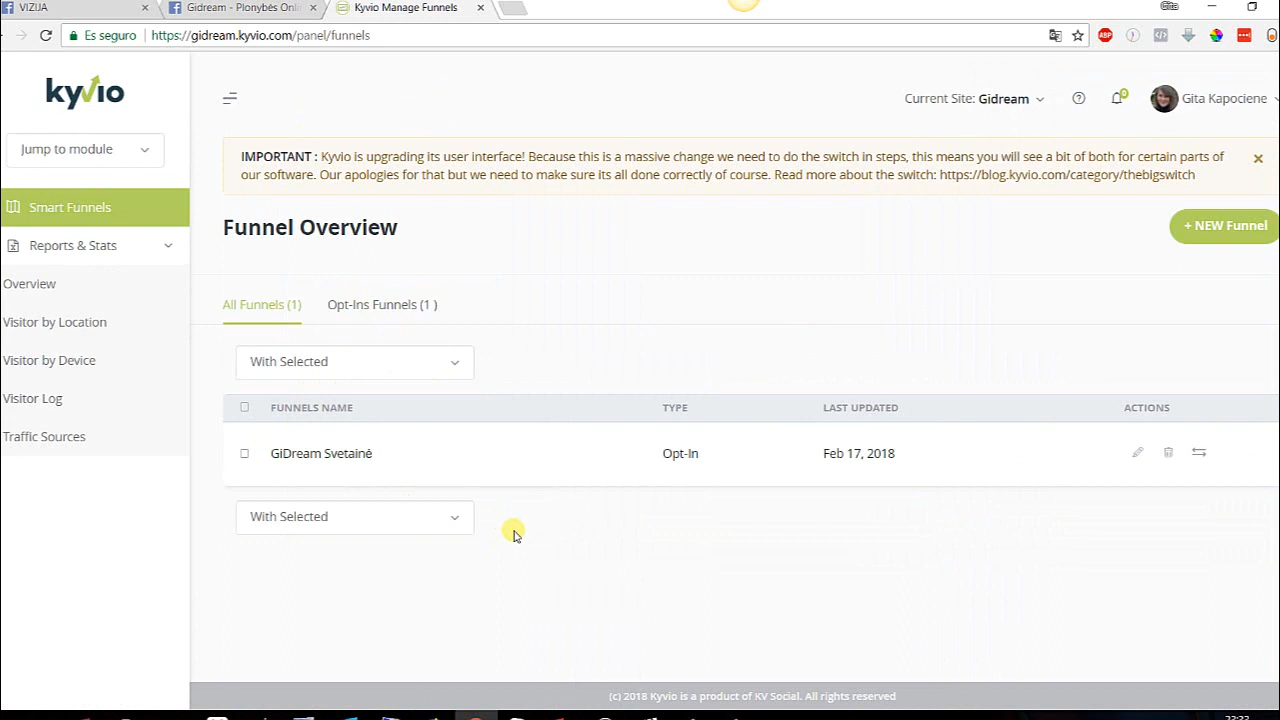 VIZIJA
Gidream - Plonybės Onli
Kyvio Manage Funnels
Gita
Es seguro
https://gidream.kyvio.com/panel/funnels
ABP
kyvio
Current Site: Gidream
0
Gita Kapociene
Jump to module
IMPORTANT : Kyvio is upgrading its user interface! Because this is a massive change we need to do the switch in steps, this means you will see a bit of both for certain parts of
our software. Our apologies for that but we need to make sure its all done correctly of course. Read more about the switch: https://blog.kyvio.com/category/thebigswitch
Smart Funnels
Funnel Overview
+ NEW Funnel
Reports & Stats
Overview
All Funnels (1)
Opt-Ins Funnels (1 )
Visitor by Location
Visitor by Device
With Selected
Visitor Log
FUNNELS NAME
TYPE
LAST UPDATED
ACTIONS
Traffic Sources
GiDream Svetainė
Opt-In
Feb 17, 2018
With Selected
(c) 2018 Kyvio is a product of KV Social. All rights reserved